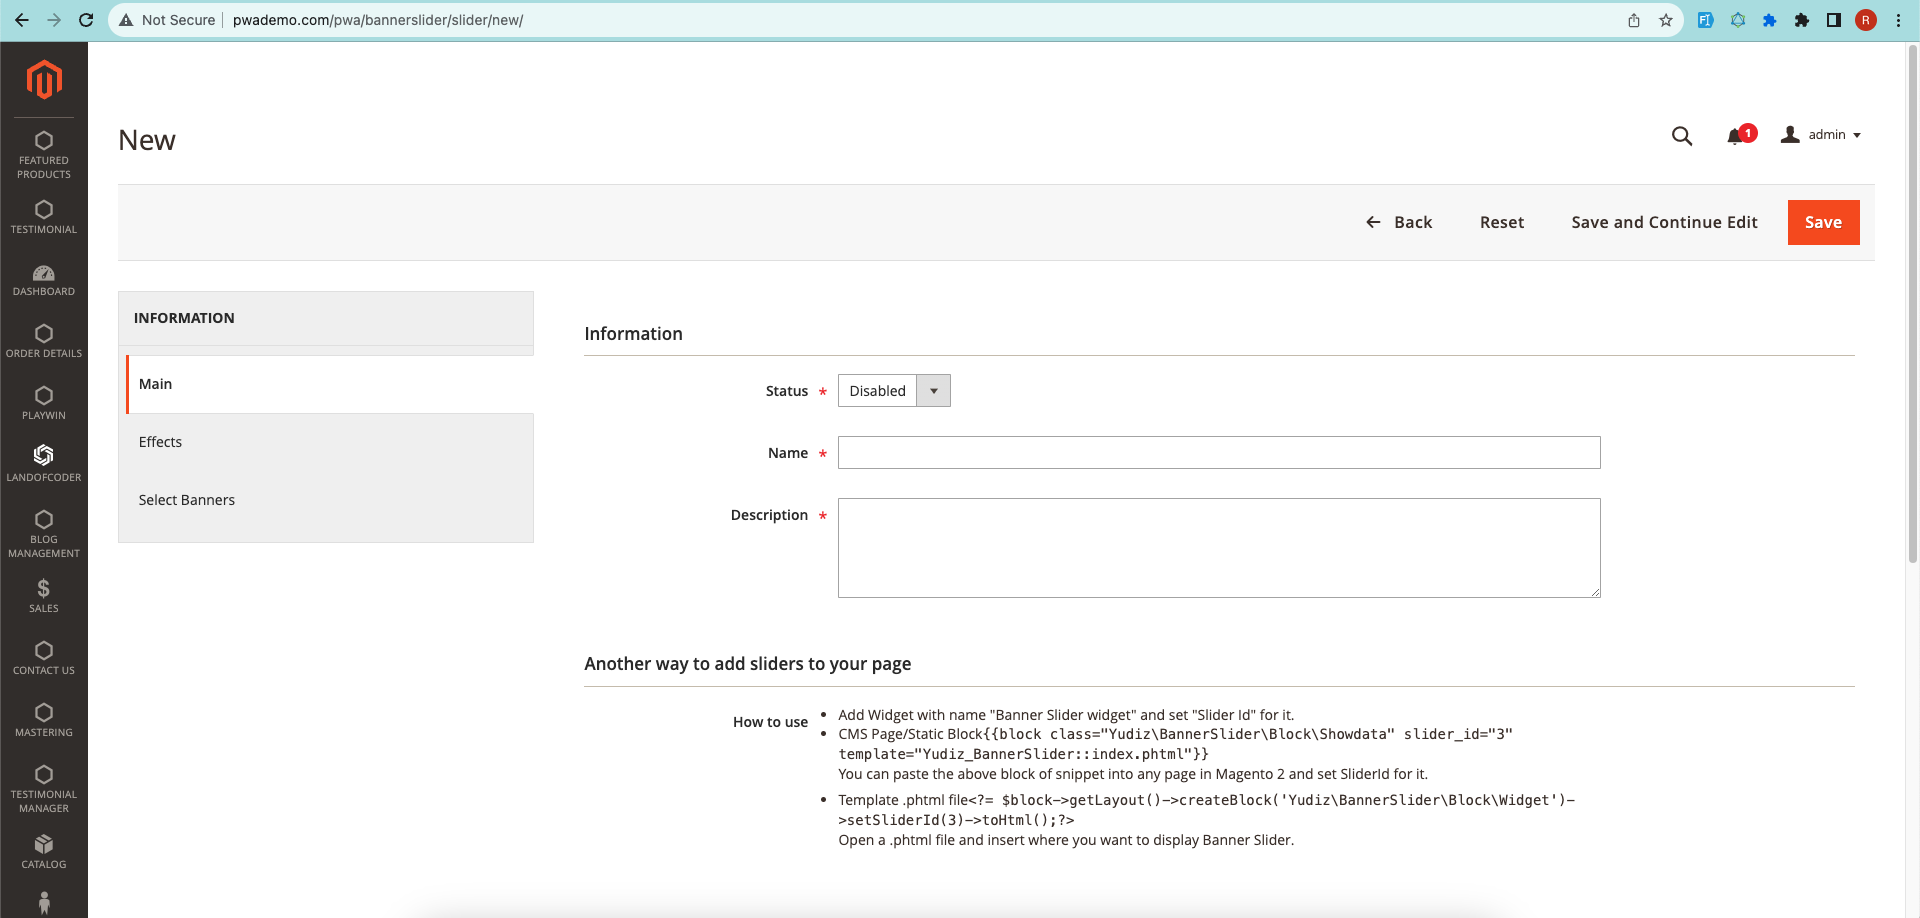 Not Secure
pwademo.com/pwa/bannerslider/slider/new/
R
FEATURED
PRODUCTS
TESTIMONIAL
DASHBOARD
ORDER DETAILS
PLAYWIN
LANDOFCODER
BLOG
MANAGEMENT
SALES
CONTACT US
MASTERING
TESTIMONIAL
MANAGER
CATALOG
New
1
admin
Back
Reset
Save and Continue Edit
Save
INFORMATION
Main
Effects
Select Banners
Information
Status *
Disabled
Name *
Description *
Another way to add sliders to your page
How to use
• Add Widget with name "Banner Slider widget" and set "Slider Id" for it.
• CMS Page/Static Block{{block class="Yudiz\BannerSlider\Block\Showdata" slider_id="3"
template="Yudiz_BannerSlider::index.phtml"}}
You can paste the above block of snippet into any page in Magento 2 and set SliderId for it.
• Template .phtml file<?= $block->getLayout()->createBlock('Yudiz\BannerSlider\Block\Widget')-
>setSliderId(3)->toHtml();?>
Open a .phtml file and insert where you want to display Banner Slider.